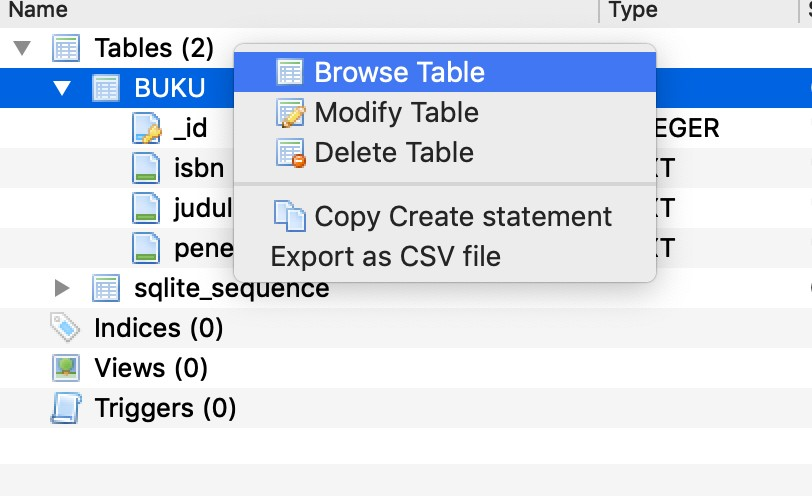 Name Type
Tables (2)
BUKU
Browse Table
_id
Modify Table
EGER
isbn
Delete Table
judul
Copy Create statement
Export as CSV file
sqlite_sequence
Indices (0)
Views (0)
Triggers (0)